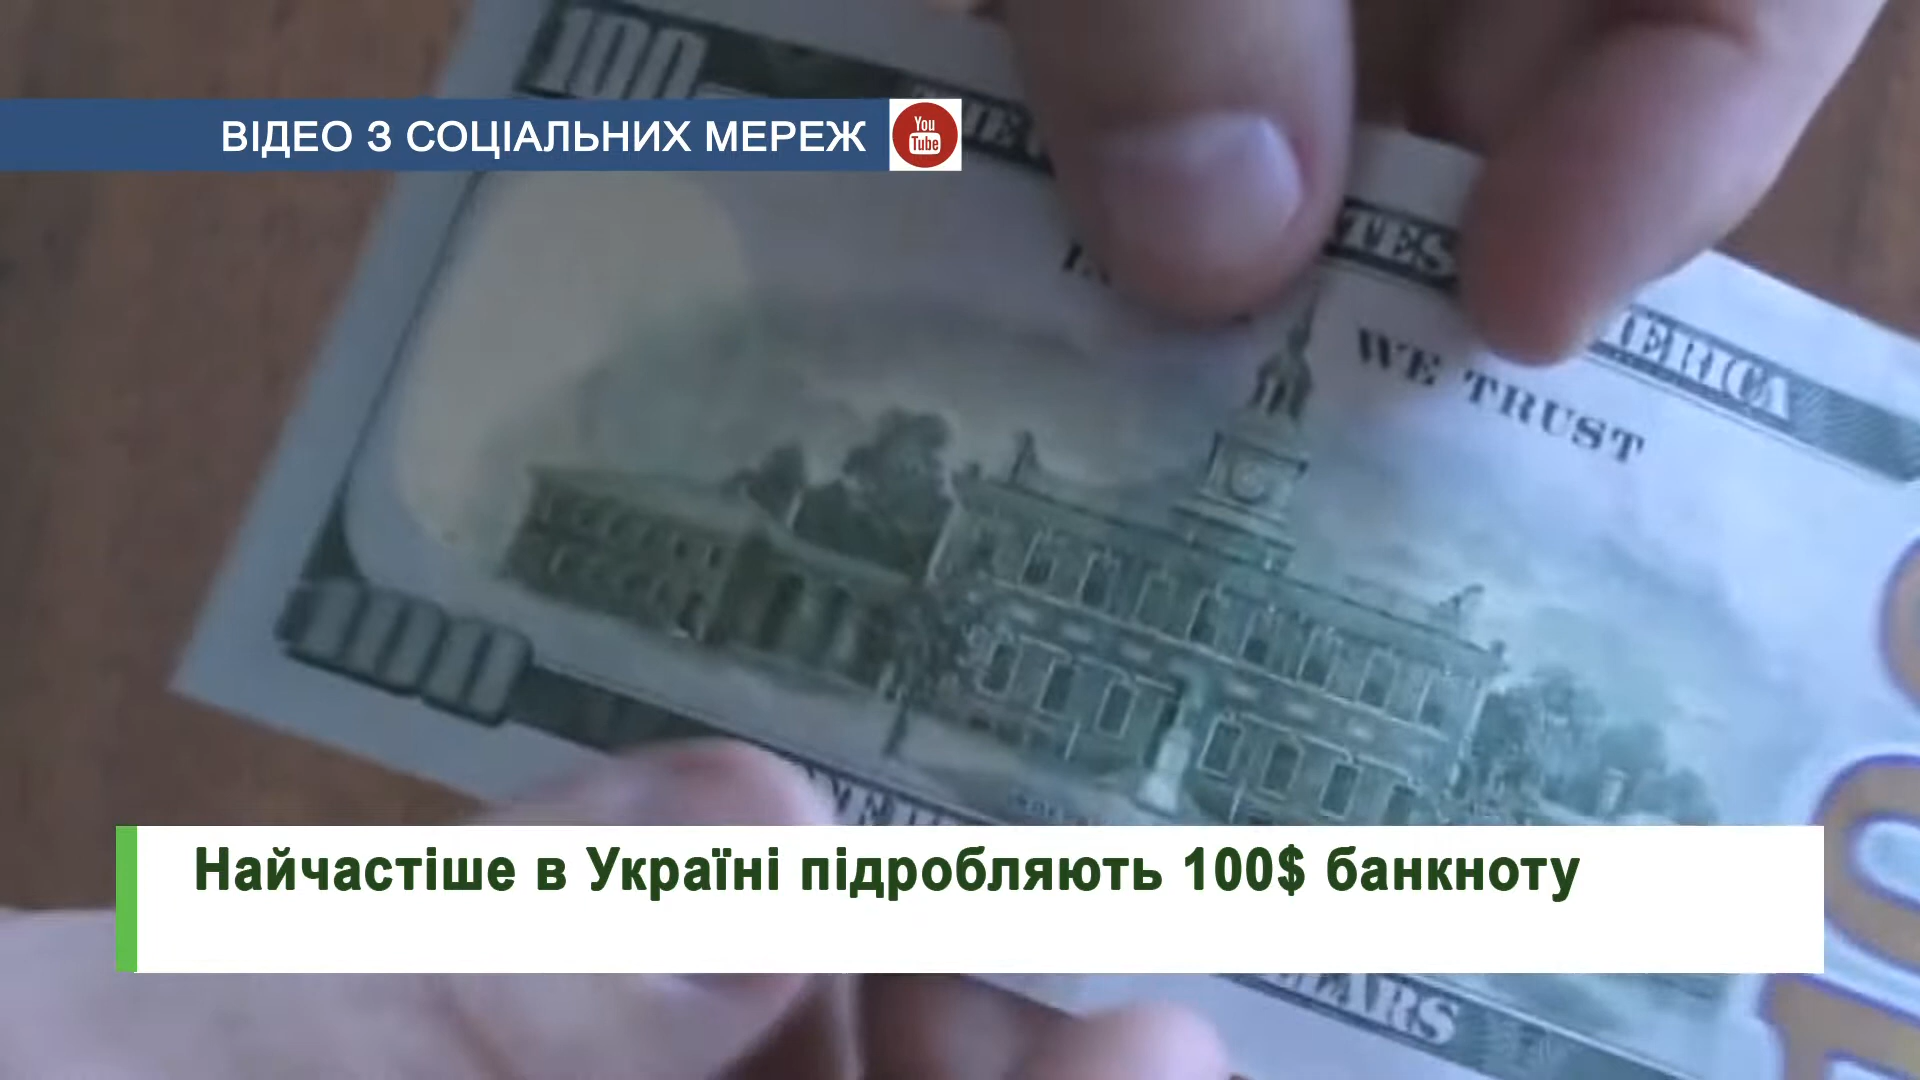 100
ВІДЕО З СОЦІАЛЬНИХ МЕРЕЖ
You
Tube
WE TRUST
100
Найчастіше в Україні підробляють 100$ банкноту